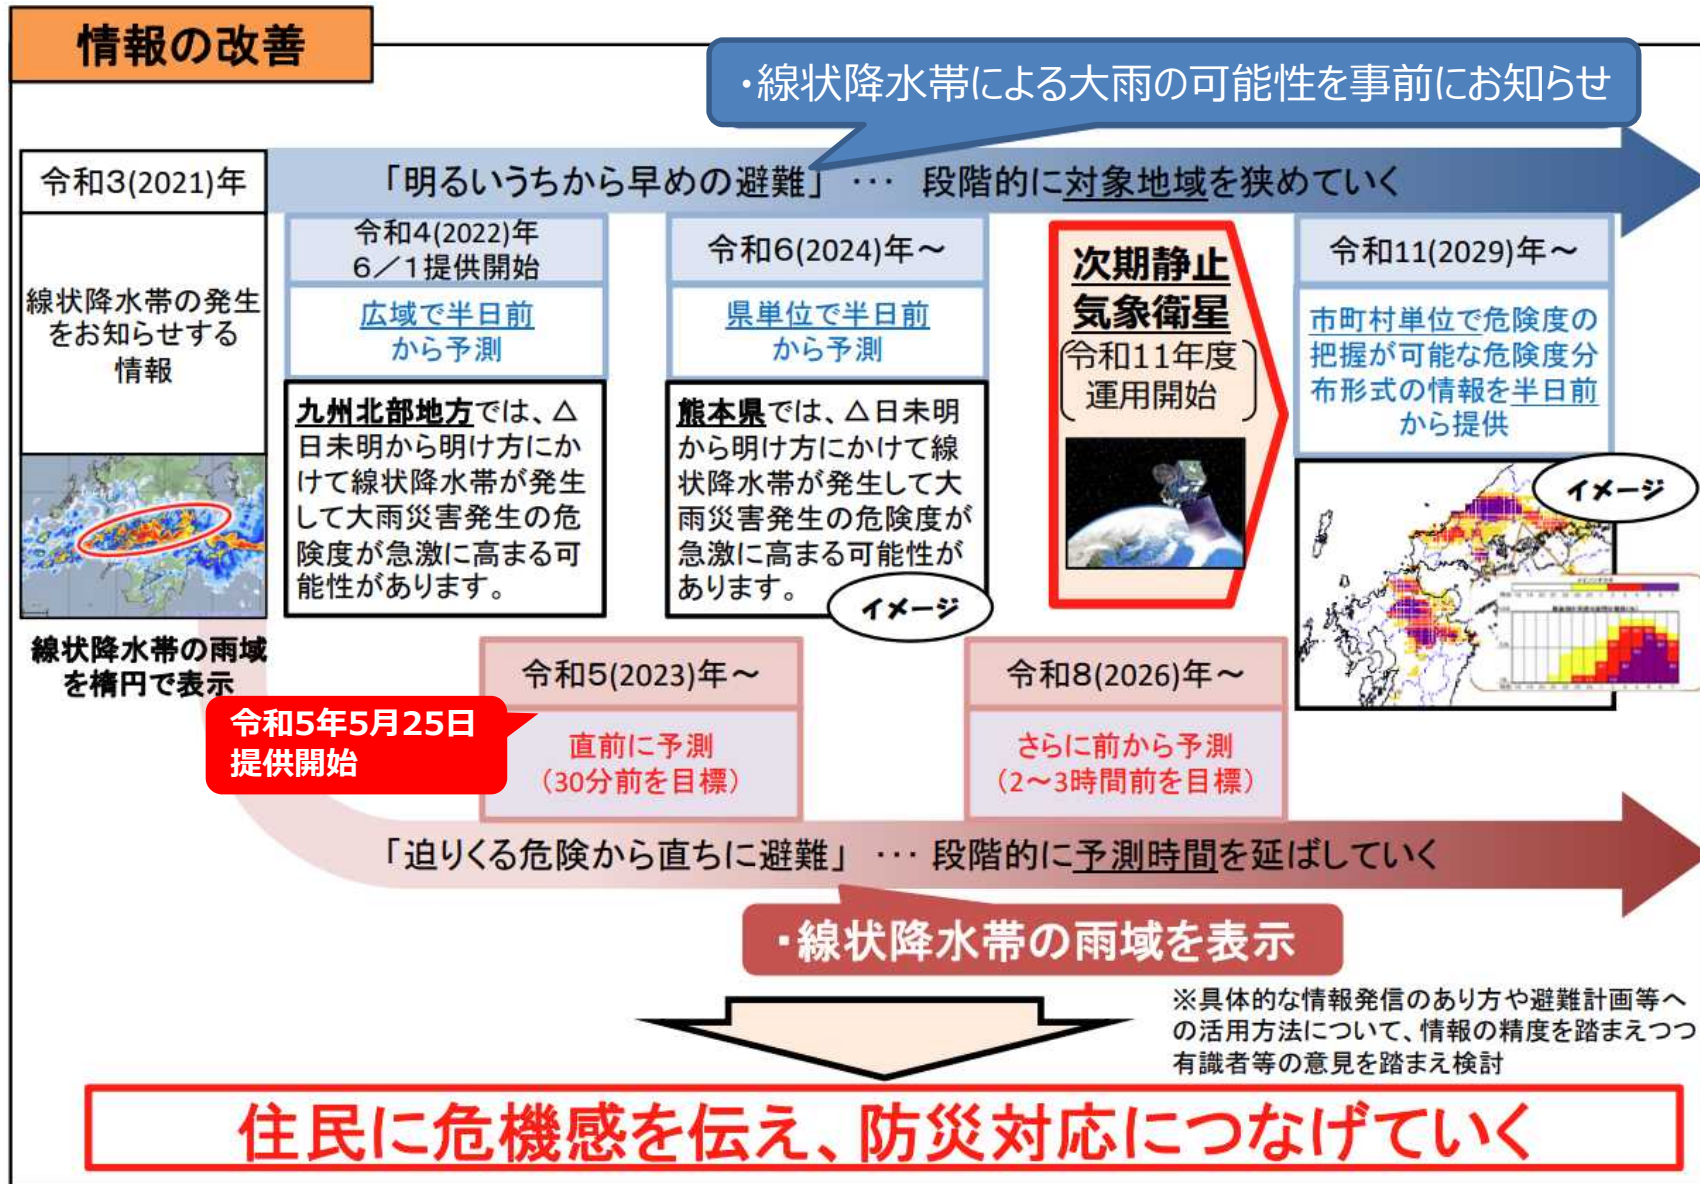 情報の改善
・線状降水帯による大雨の可能性を事前にお知らせ
令和3(2021)年
「明るいうちから早めの避難」 ･･･ 段階的に対象地域を狭めていく
線状降水帯の発生
をお知らせする
情報
線状降水帯の雨域
を楕円で表示
令和4(2022)年
6／1提供開始
広域で半日前
から予測
九州北部地方では、△
日未明から明け方にか
けて線状降水帯が発生
して大雨災害発生の危
険度が急激に高まる可
能性があります。
令和6(2024)年～
県単位で半日前
から予測
熊本県では、△日未明
から明け方にかけて線
状降水帯が発生して大
雨災害発生の危険度が
急激に高まる可能性が
あります。
イメージ
次期静止
気象衛星
令和11年度
運用開始
令和11(2029)年～
市町村単位で危険度の
把握が可能な危険度分
布形式の情報を半日前
から提供
イメージ
令和5年5月25日
提供開始
令和5(2023)年～
直前に予測
（30分前を目標）
令和8(2026)年～
さらに前から予測
（2～3時間前を目標）
「迫りくる危険から直ちに避難」 ･･･ 段階的に予測時間を延ばしていく
・線状降水帯の雨域を表示
※具体的な情報発信のあり方や避難計画等へ
の活用方法について、情報の精度を踏まえつつ
有識者等の意見を踏まえ検討
住民に危機感を伝え、防災対応につなげていく